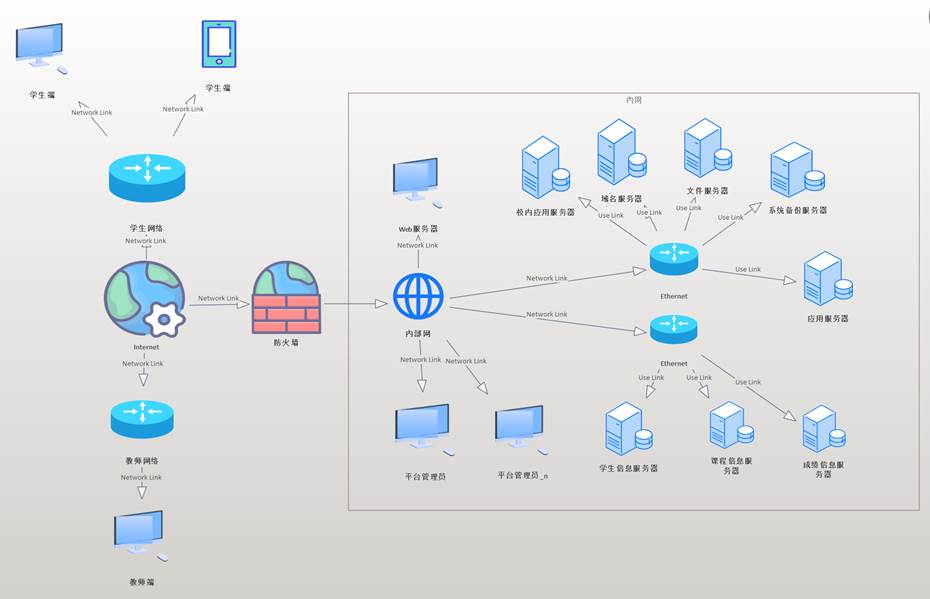 学生端
学生端
Network Link
Network Link
内网
学生网络
Network Link
Web服务器
Network Link
校内应用服务器
域名服务器
文件服务器
系统备份服务器
Use Link
Use Link
Use Link
Use Link
Network Link
Internet
Network Link
防火墙
内部网
Network Link
Network Link
Ethernet
Use Link
应用服务器
Network Link
Network Link
Network Link
Ethernet
Use Link
Use Link
Use Link
教师网络
Network Link
平台管理员
平台管理员_n
学生信息服务器
课程信息服
务器
成绩信息服
务器
教师端